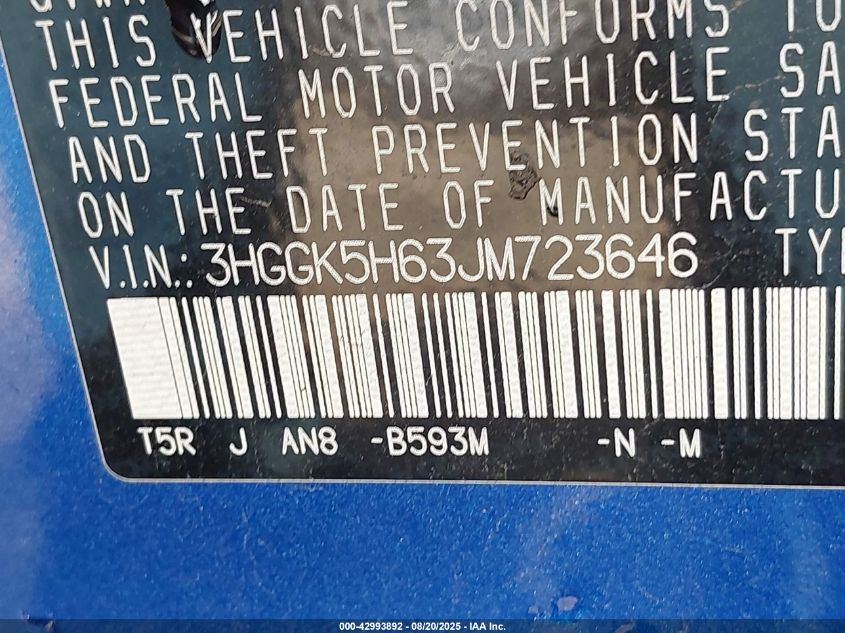 THIS VEHICLE CONFORMS TO
FEDERAL MOTOR VEHICLE SA
AND THEFT PREVENTION STA
ON THE DATE OF MANUFACTU
V.I.N.: 3HGGK5H63JM723646 TY
T5R J AN8 -B593M -N -M
000-42993892 - 08/20/2025 - IAA Inc.